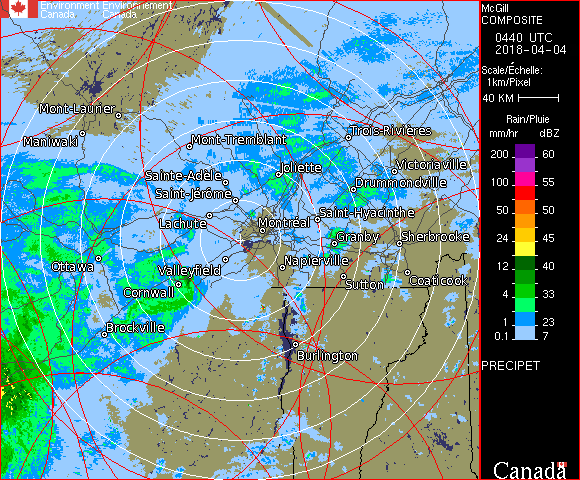 Environment Environnement
Canada Canada
McGill
COMPOSITE
0440 UTC
2018-04-04
Scale/Échelle:
1km/Pixel
40 KM
Rain/Pluie
mm/hr dBZ
200 60
100 55
50 50
24 45
12 40
4 33
1 23
0.1 7
PRECIPET
Canada
Mont-Laurier
Maniwaki
Mont-Tremblant
Trois-Rivières
Sainte-Adèle
Joliette
Victoriaville
Saint-Jérôme
Drummondville
Lachute
Montréal
Saint-Hyacinthe
Granby
Sherbrooke
Ottawa
Valleyfield
Napierville
Cornwall
Sutton
Coaticook
Brockville
Burlington